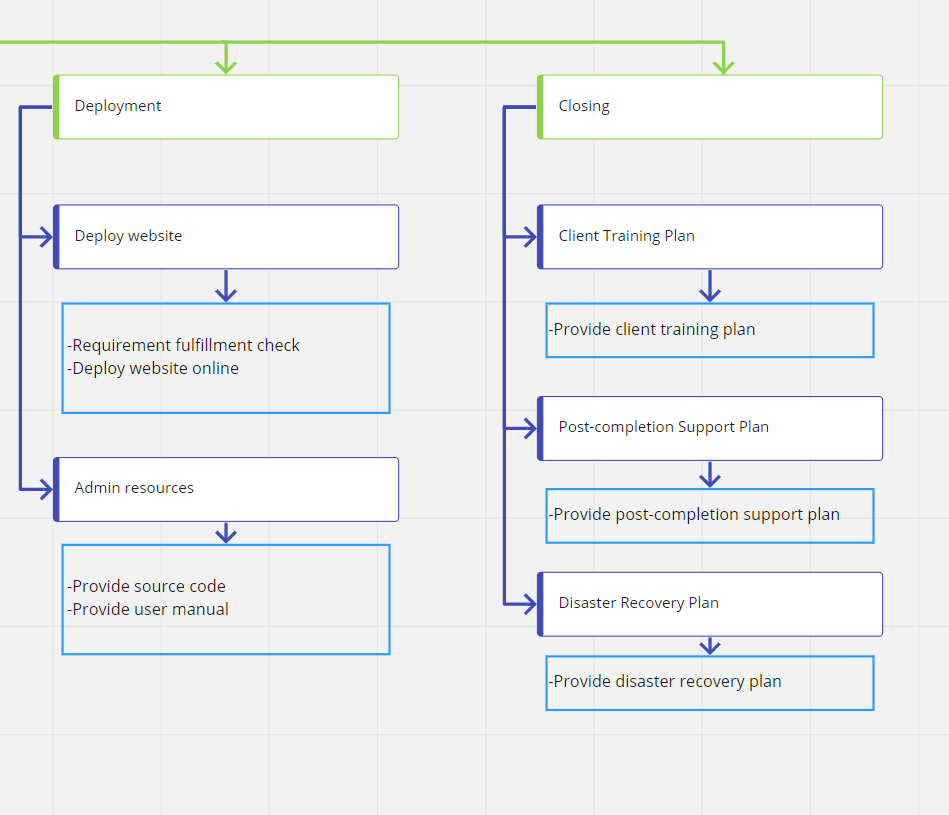 Deployment
Deploy website
-Requirement fulfillment check
-Deploy website online
Admin resources
-Provide source code
-Provide user manual
Closing
Client Training Plan
-Provide client training plan
Post-completion Support Plan
-Provide post-completion support plan
Disaster Recovery Plan
-Provide disaster recovery plan